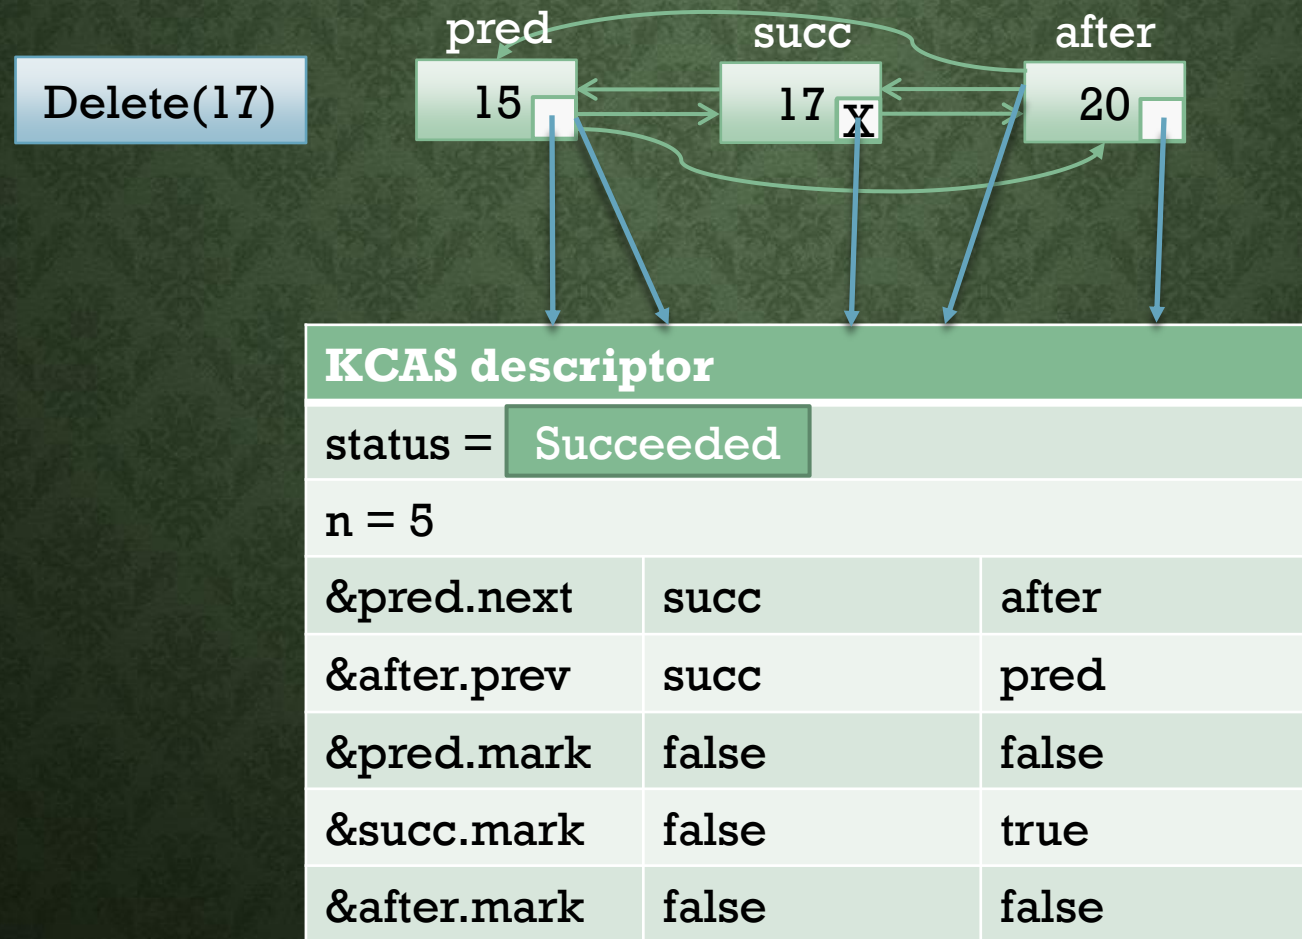 pred succ after
Delete(17) 15 17 X 20
KCAS descriptor
status = Succeeded
n = 5
&pred.next succ after
&after.prev succ pred
&pred.mark false false
&succ.mark false true
&after.mark false false